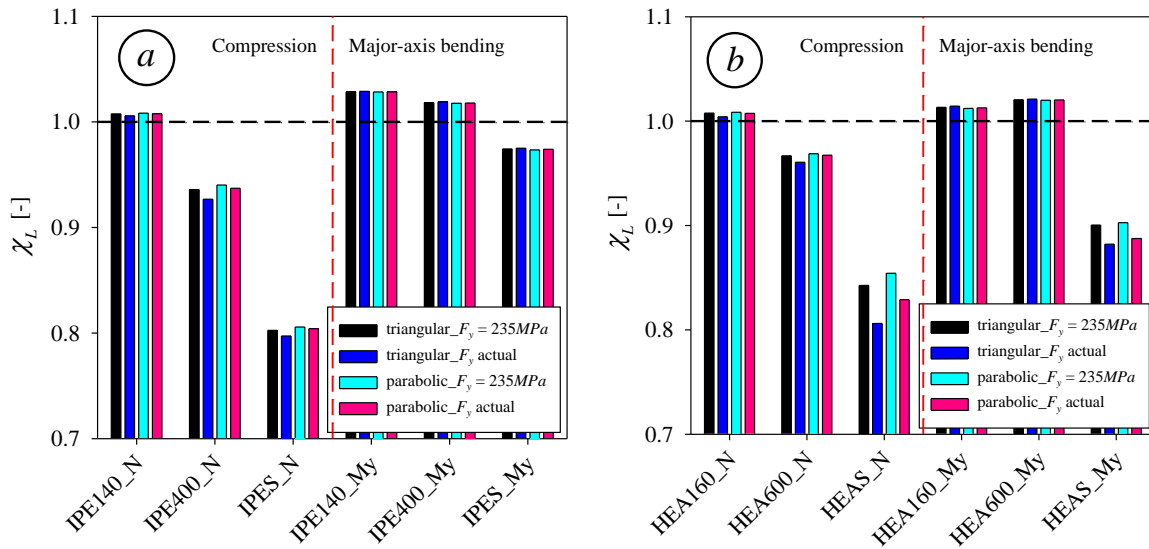 a
Compression
Major-axis bending
1.1
1.0
0.9
0.8
0.7
χL [-]
triangular_Fy = 235MPa
triangular_Fy actual
parabolic_Fy = 235MPa
parabolic_Fy actual
IPE140_N
IPE400_N
IPES_N
IPE140_My
IPE400_My
IPES_My
b
Compression
Major-axis bending
1.1
1.0
0.9
0.8
0.7
χL [-]
triangular_Fy = 235MPa
triangular_Fy actual
parabolic_Fy = 235MPa
parabolic_Fy actual
HEA160_N
HEA600_N
HEAS_N
HEA160_My
HEA600_My
HEAS_My